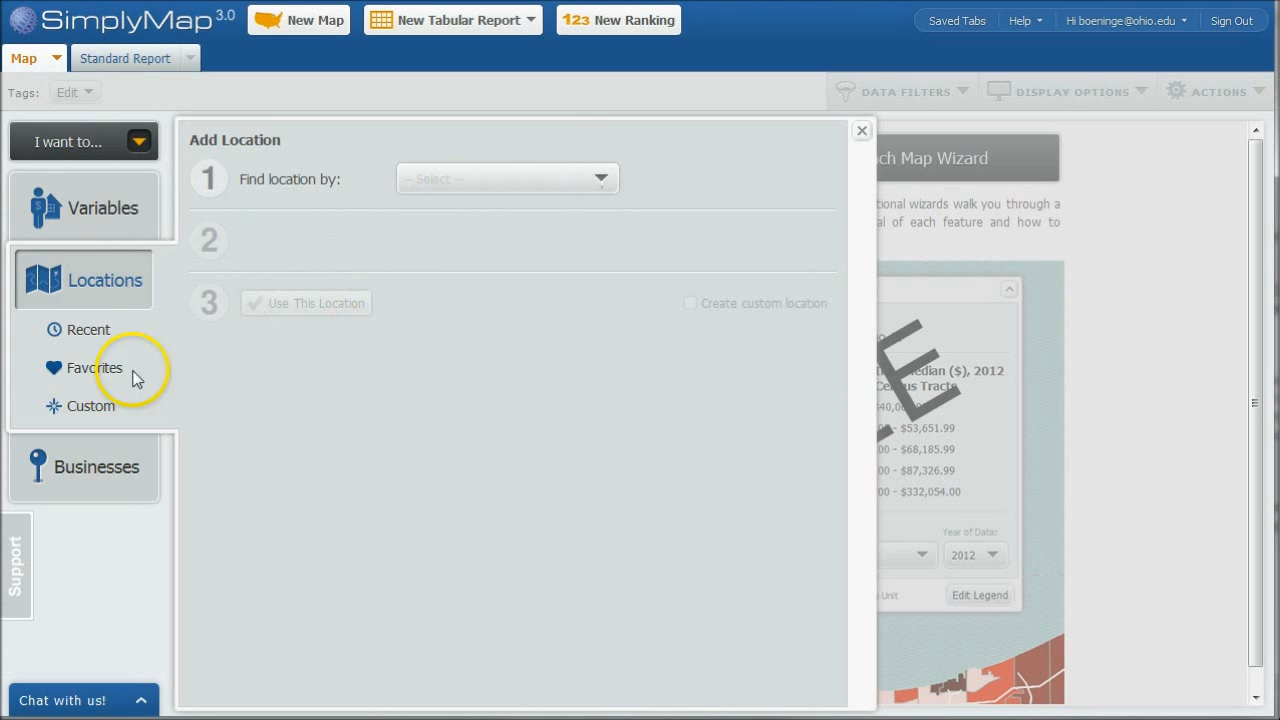 SimplyMap 3.0
New Map
New Tabular Report
123 New Ranking
Saved Tabs
Help
Hi boeninge@ohio.edu
Sign Out
Map
Standard Report
Tags:
Edit
DATA FILTERS
DISPLAY OPTIONS
ACTIONS
I want to...
Variables
Locations
Recent
Favorites
Custom
Businesses
Support
Chat with us!
Add Location
1 Find location by:
-- Select --
2
3 Use This Location
Create custom location
ch Map Wizard
tional wizards walk you through a
al of each feature and how to
E
edian ($), 2012
Census Tracts
- $53,651.99
00 - $68,185.99
00 - $87,326.99
00 - $332,054.00
Year of Data:
2012
Unit
Edit Legend